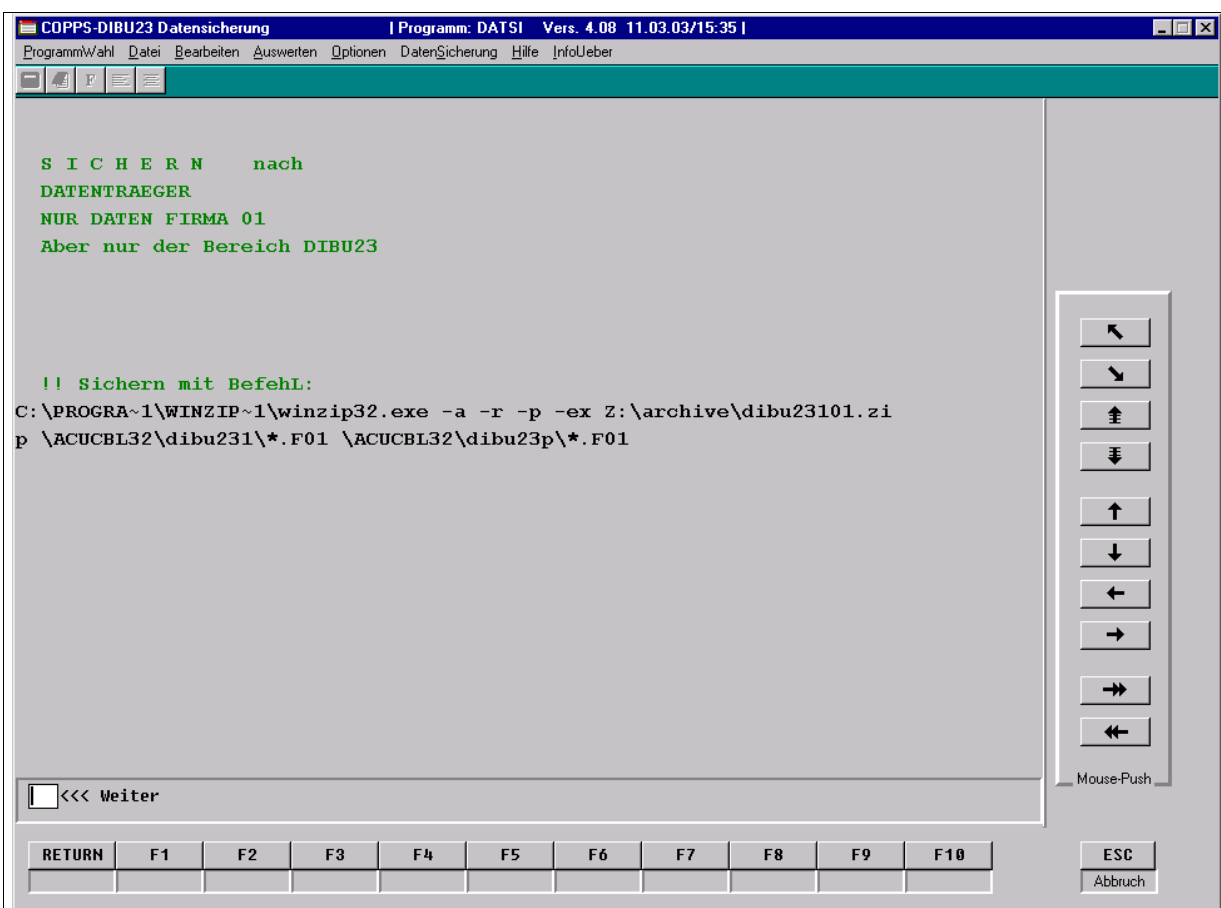 COPPS-DIBU23 Datensicherung | Programm: DATSI Vers. 4.08 11.03.03/15:35 |
ProgrammWahl Datei Bearbeiten Auswerten Optionen DatenSicherung Hilfe InfoUeber
F
S I C H E R N nach
DATENTRAEGER
NUR DATEN FIRMA 01
Aber nur der Bereich DIBU23
!! Sichern mit BefehL:
C:\PROGRA~1\WINZIP~1\winzip32.exe -a -r -p -ex Z:\archive\dibu23101.zi
p \ACUCBL32\dibu231\*.F01 \ACUCBL32\dibu23p\*.F01
Mouse-Push
<<< Weiter
RETURN F1 F2 F3 F4 F5 F6 F7 F8 F9 F10 ESC
Abbruch